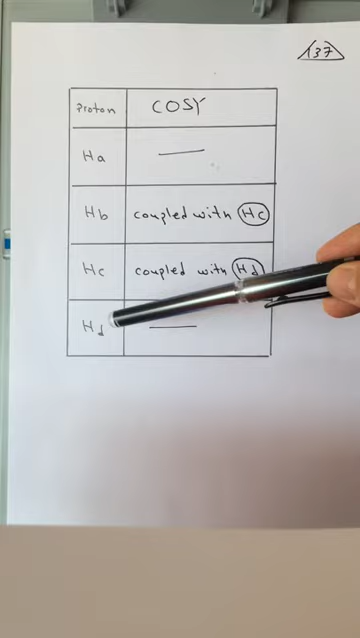 137
Proton COSY
Ha —
Hb coupled with Hc
Hc coupled with Hd
Hd —